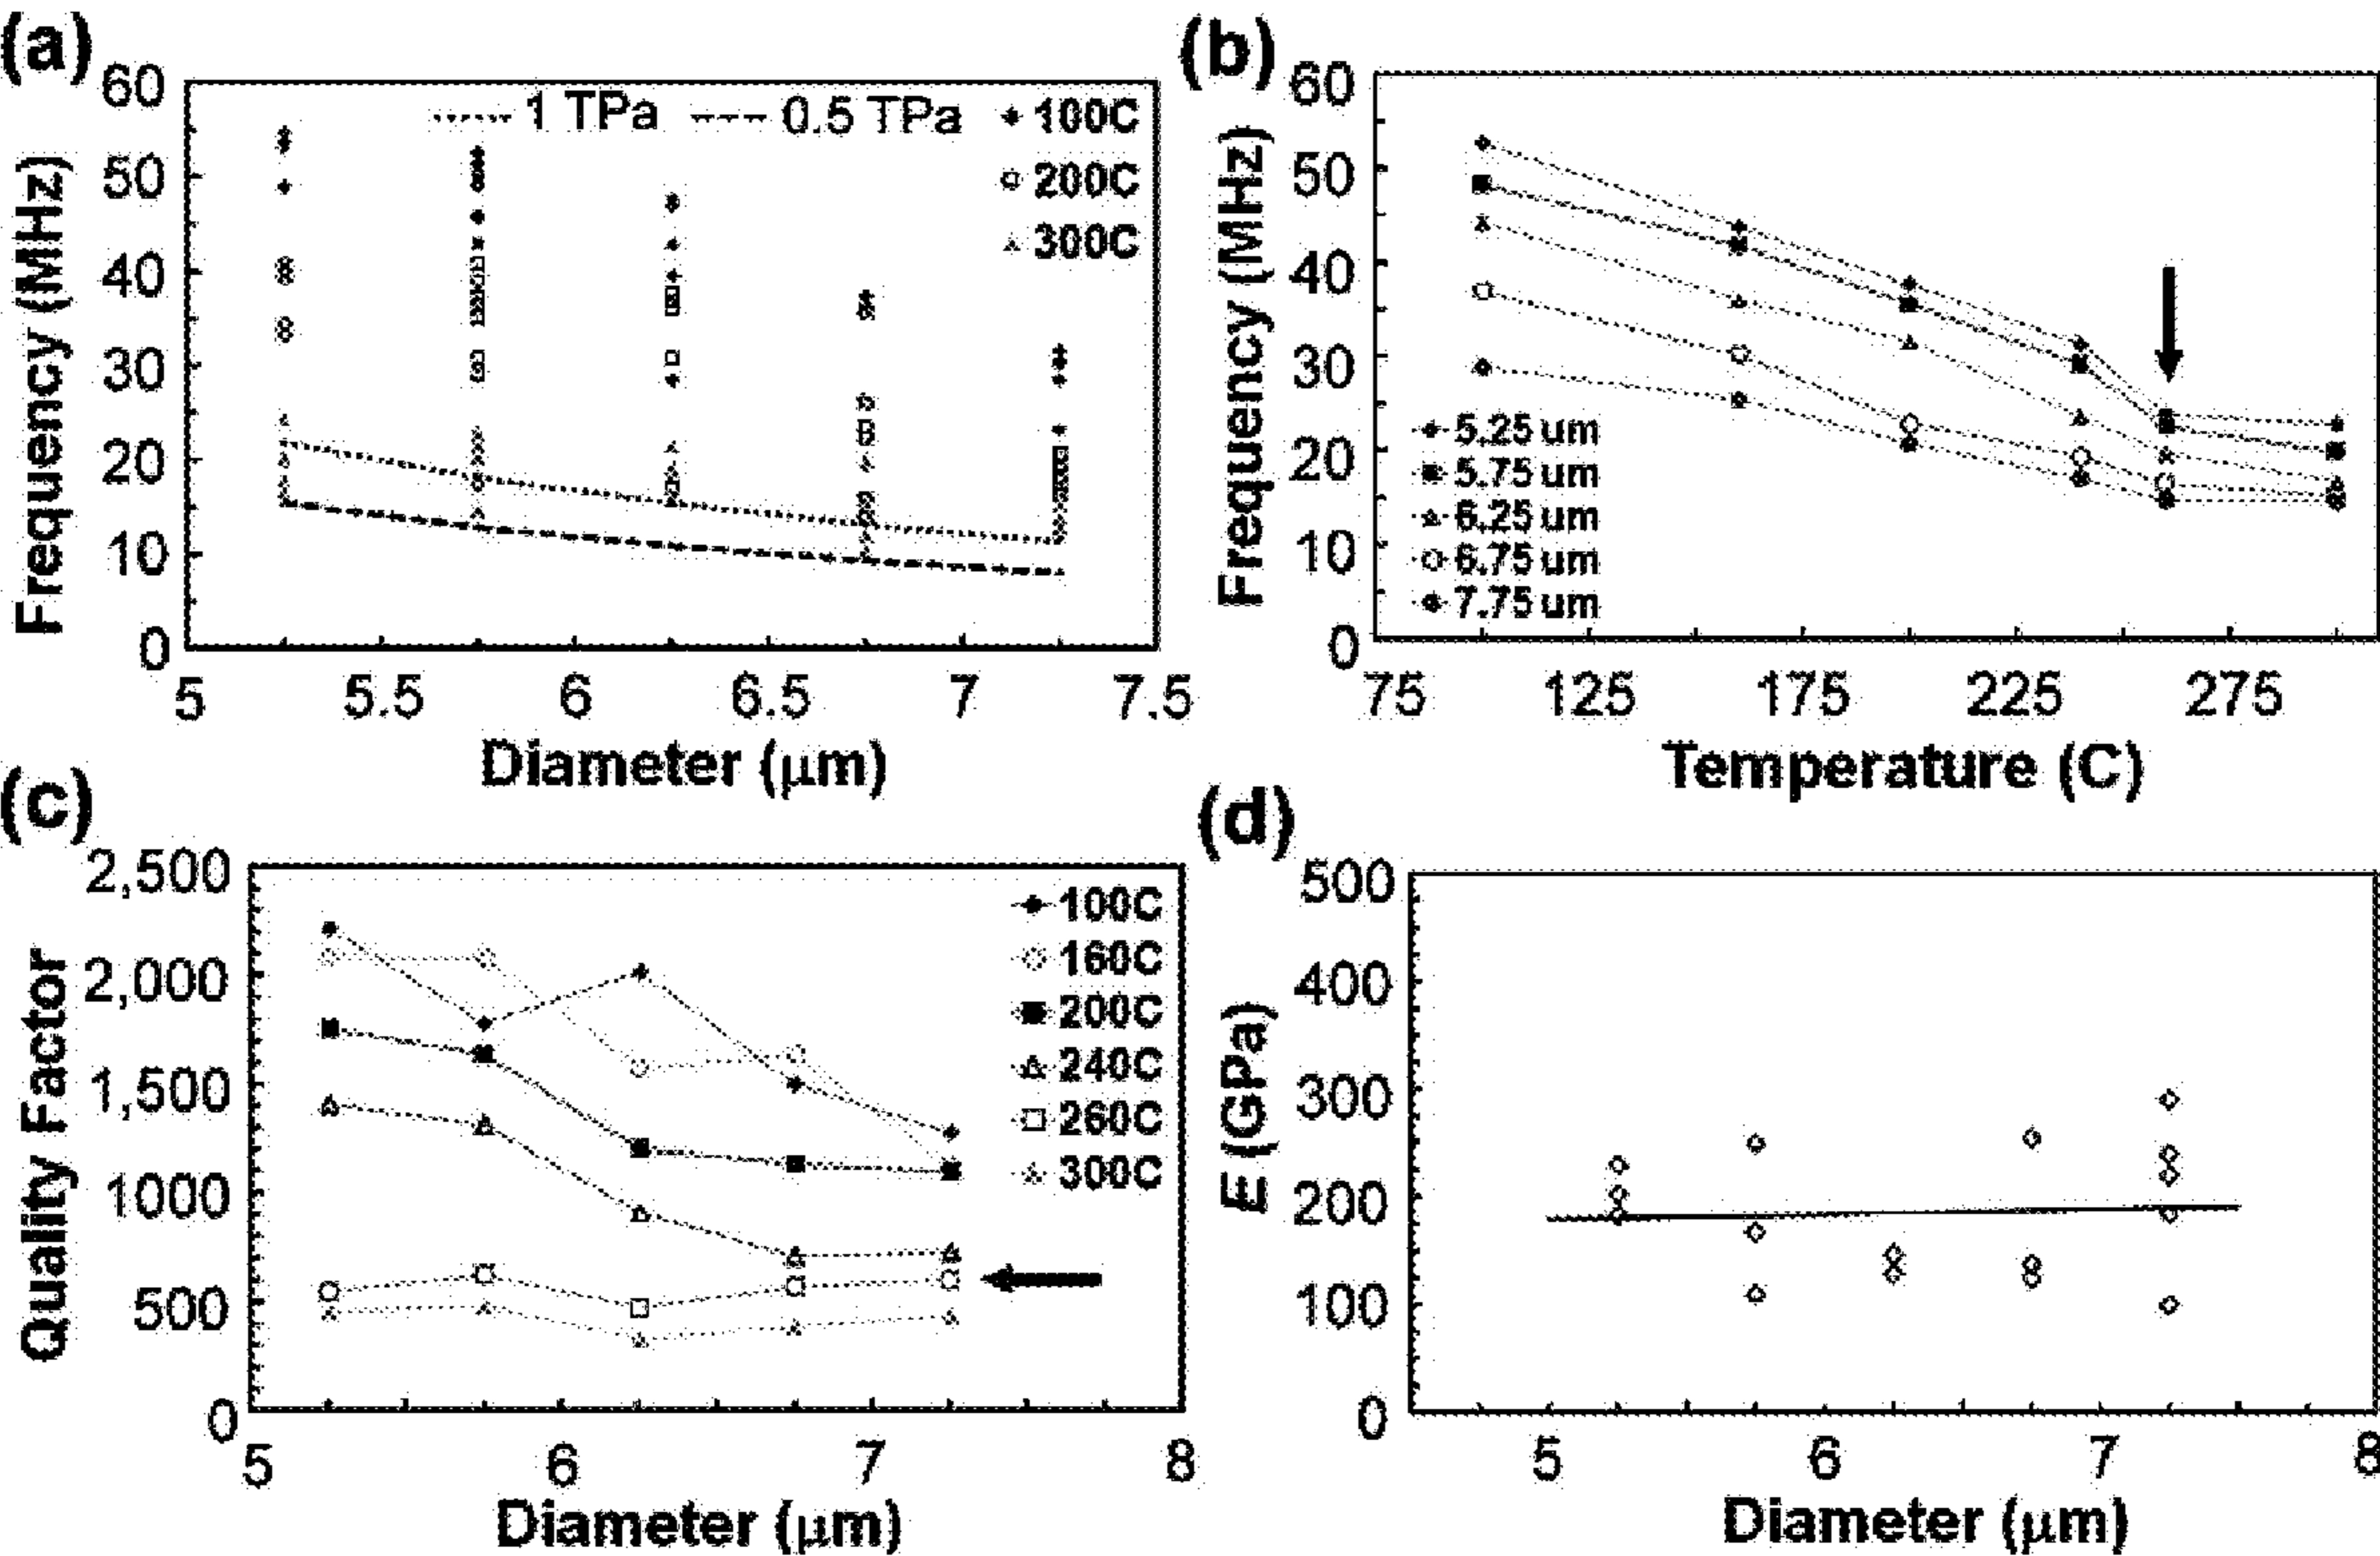 (a)
60
50
40
30
20
10
0
Frequency (MHz)
1 TPa
0.5 TPa
100C
200C
300C
5
5.5
6
6.5
7
7.5
Diameter (μm)
(b)
60
50
40
30
20
10
0
Frequency (MHz)
5.25 um
5.75 um
6.25 um
6.75 um
7.75 um
75
125
175
225
275
Temperature (C)
(c)
2,500
2,000
1,500
1000
500
0
Quality Factor
100C
160C
200C
240C
260C
300C
5
6
7
8
Diameter (μm)
(d)
500
400
300
200
100
0
E (GPa)
5
6
7
8
Diameter (μm)